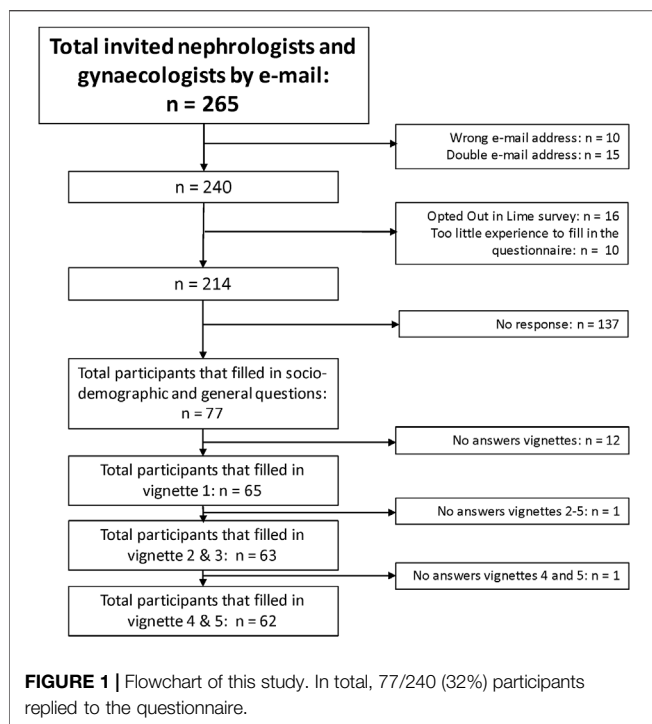 Total invited nephrologists and
gynaecologists by e-mail:
n = 265
Wrong e-mail address: n = 10
Double e-mail address: n = 15
n = 240
Opted Out in Lime survey: n = 16
Too little experience to fill in the
questionnaire: n = 10
n = 214
No response: n = 137
Total participants that filled in socio-
demographic and general questions:
n = 77
No answers vignettes: n = 12
Total participants that filled in
vignette 1: n = 65
No answers vignettes 2-5: n = 1
Total participants that filled in
vignette 2 & 3: n = 63
No answers vignettes 4 and 5: n = 1
Total participants that filled in
vignette 4 & 5: n = 62
FIGURE 1 | Flowchart of this study. In total, 77/240 (32%) participants
replied to the questionnaire.